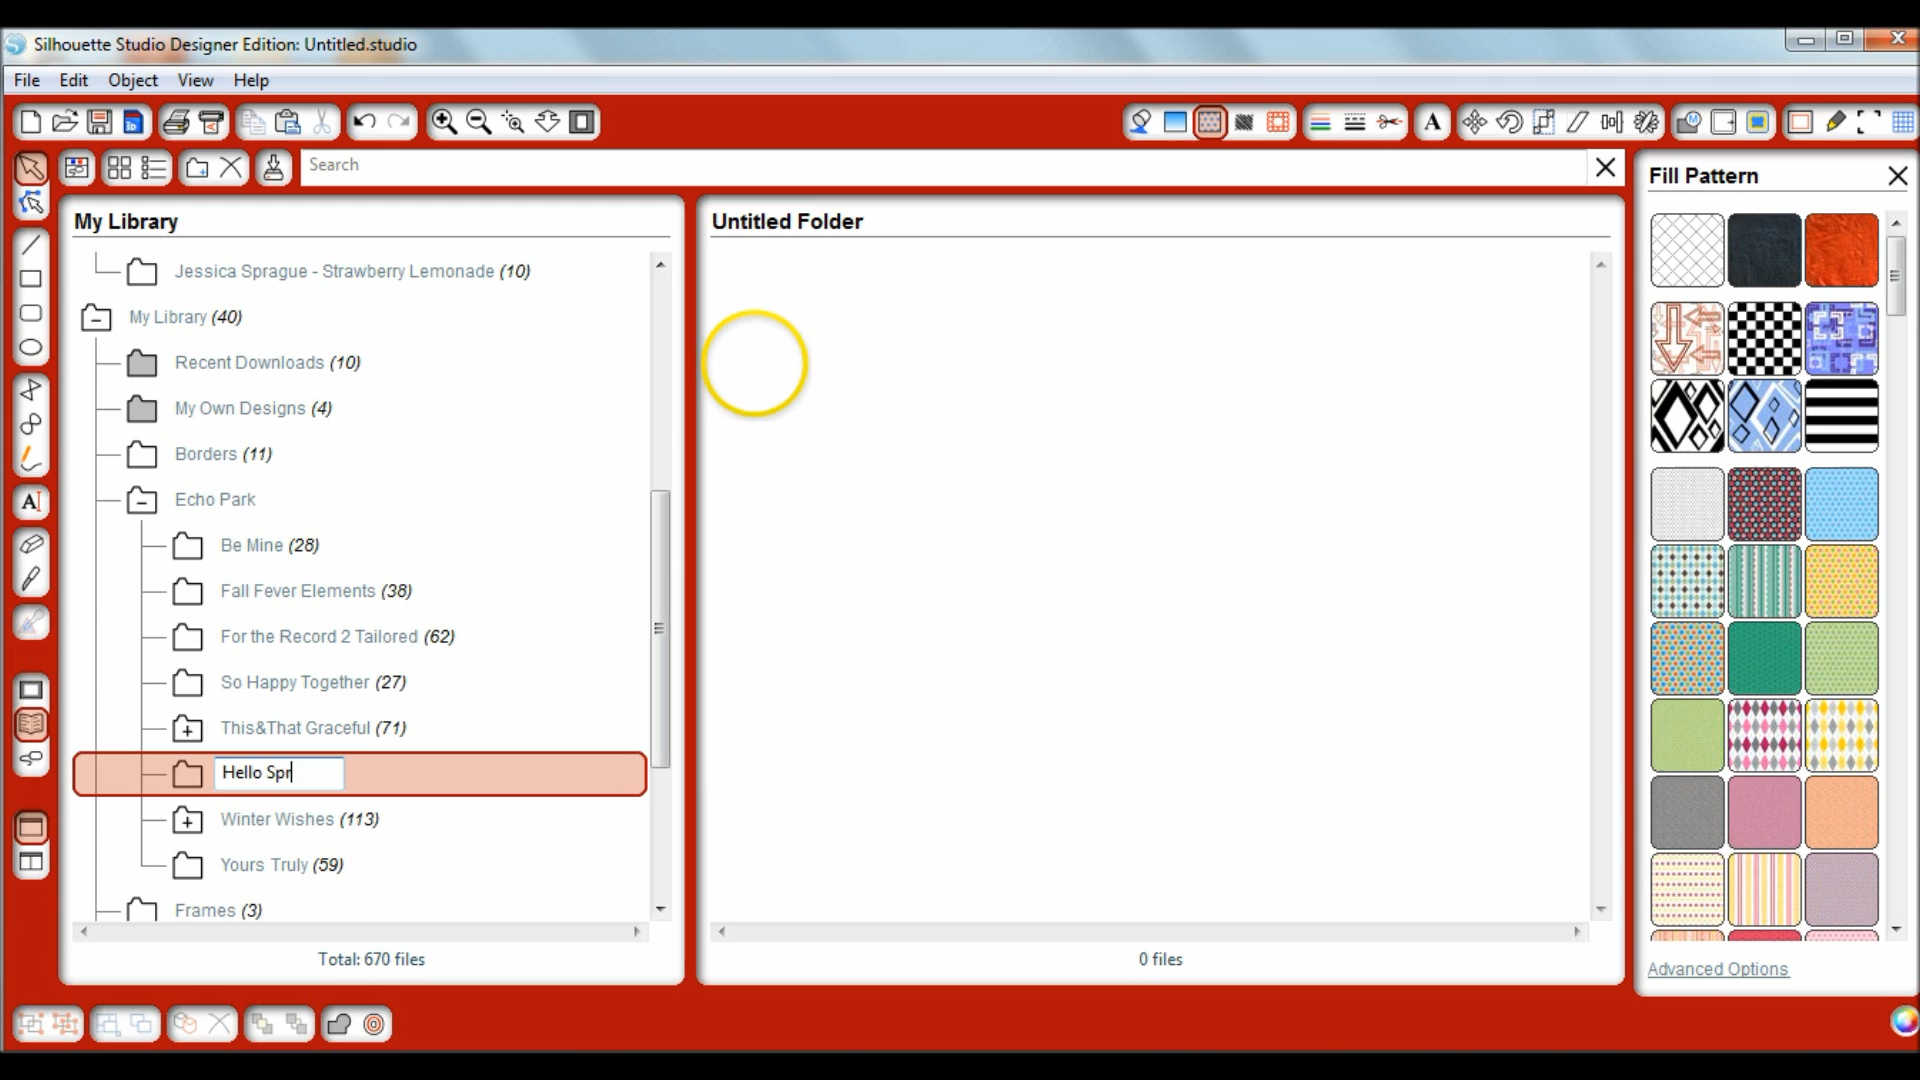 Silhouette Studio Designer Edition: Untitled.studio
File Edit Object View Help
Search
My Library
Jessica Sprague - Strawberry Lemonade (10)
My Library (40)
Recent Downloads (10)
My Own Designs (4)
Borders (11)
Echo Park
Be Mine (28)
Fall Fever Elements (38)
For the Record 2 Tailored (62)
So Happy Together (27)
This&That Graceful (71)
Hello Spr
Winter Wishes (113)
Yours Truly (59)
Frames (3)
Total: 670 files
Untitled Folder
0 files
Fill Pattern
Advanced Options